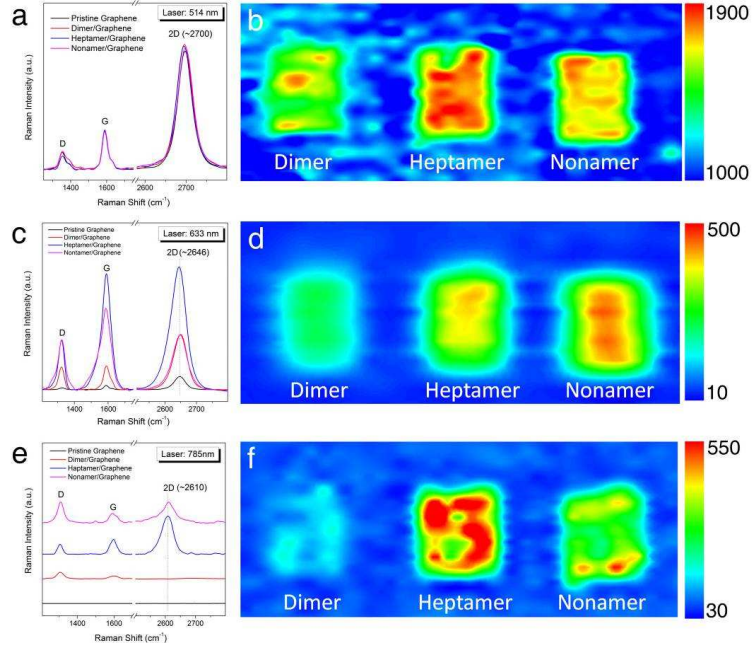 a
Laser: 514 nm
Pristine Graphene
Dimer/Graphene
Heptamer/Graphene
Nonamer/Graphene
2D (~2700)
D
G
Raman Intensity (a.u.)
1400 1600 2600 2700
Raman Shift (cm-1)
b
Dimer Heptamer Nonamer
1900
1000
c
Laser: 633 nm
Pristine Graphene
Dimer/Graphene
Heptamer/Graphene
Nontamer/Graphene
2D (~2646)
D
G
Raman Intensity (a.u.)
1400 1600 2600 2700
Raman Shift (cm-1)
d
Dimer Heptamer Nonamer
500
10
e
Laser: 785nm
Pristine Graphene
Dimer/Graphene
Haptamer/Graphene
Nonamer/Graphene
2D (~2610)
D
G
Raman Intensity (a.u.)
1400 1600 2600 2700
Raman Shift (cm-1)
f
Dimer Heptamer Nonamer
550
30